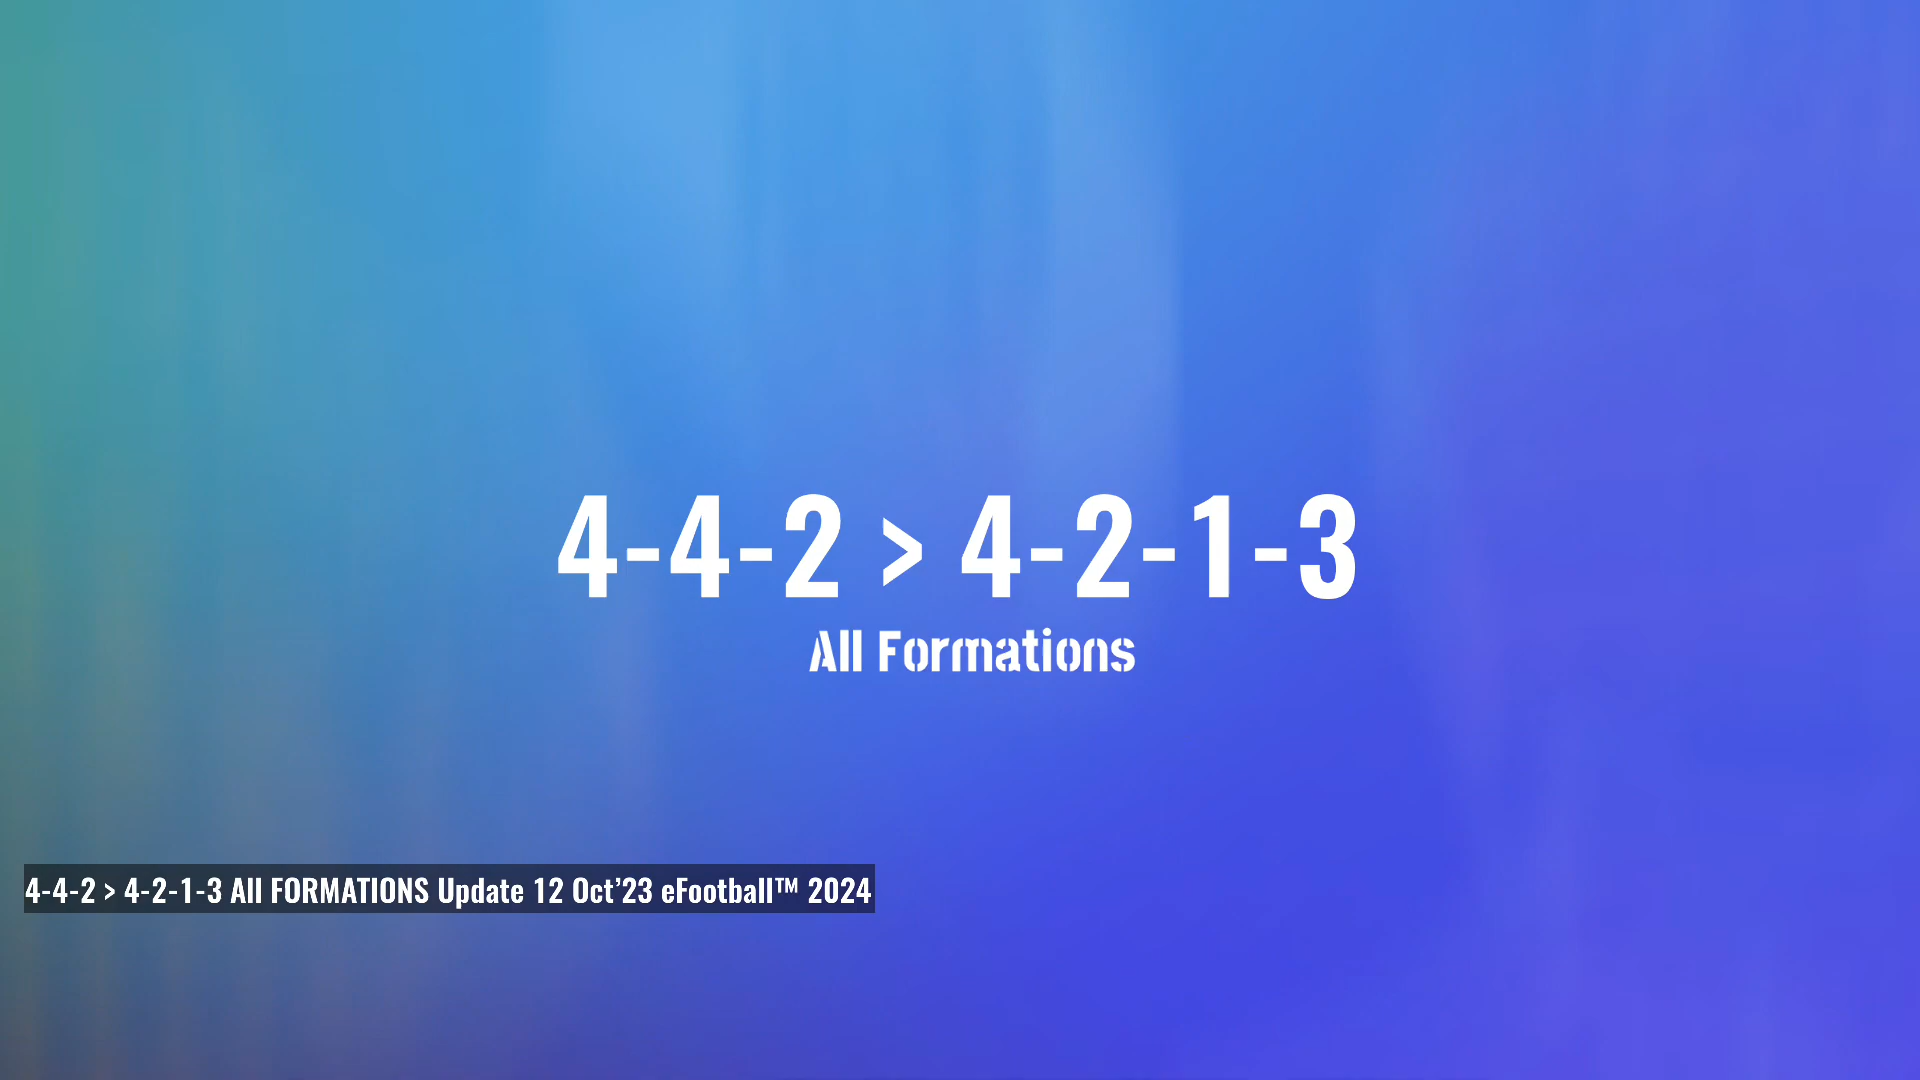 4-4-2 > 4-2-1-3
All Formations
4-4-2 > 4-2-1-3 All FORMATIONS Update 12 Oct’23 eFootball™ 2024